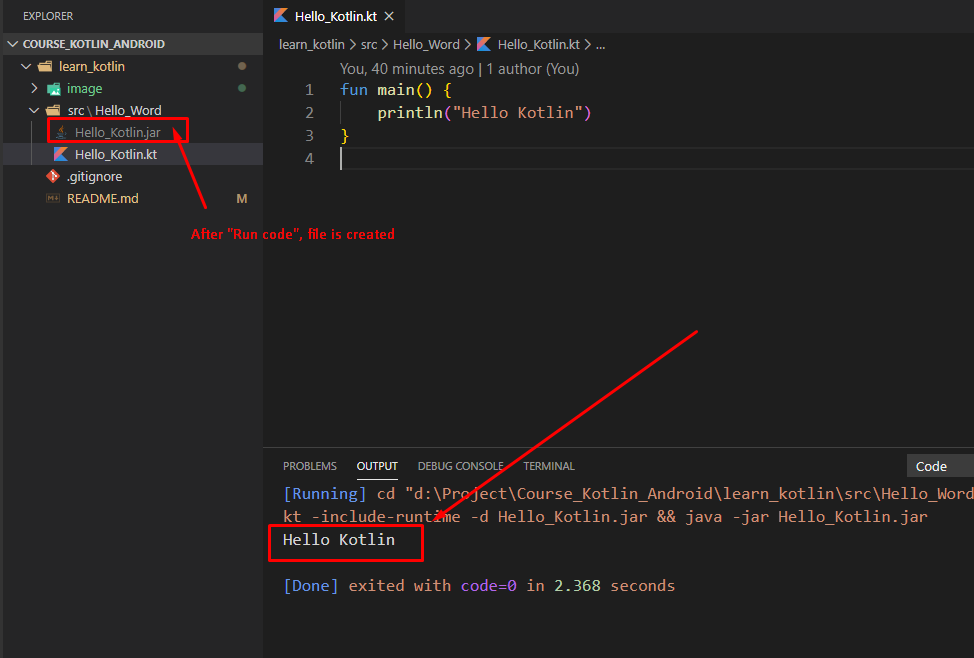 EXPLORER
COURSE_KOTLIN_ANDROID
learn_kotlin
image
src \ Hello_Word
Hello_Kotlin.jar
Hello_Kotlin.kt
.gitignore
README.md M
After "Run code", file is created
Hello_Kotlin.kt
learn_kotlin > src > Hello_Word > Hello_Kotlin.kt > ...
You, 40 minutes ago | 1 author (You)
1 fun main() {
2 println("Hello Kotlin")
3 }
4
PROBLEMS OUTPUT DEBUG CONSOLE TERMINAL
Code
[Running] cd "d:\Project\Course_Kotlin_Android\learn_kotlin\src\Hello_Word
kt -include-runtime -d Hello_Kotlin.jar && java -jar Hello_Kotlin.jar
Hello Kotlin
[Done] exited with code=0 in 2.368 seconds